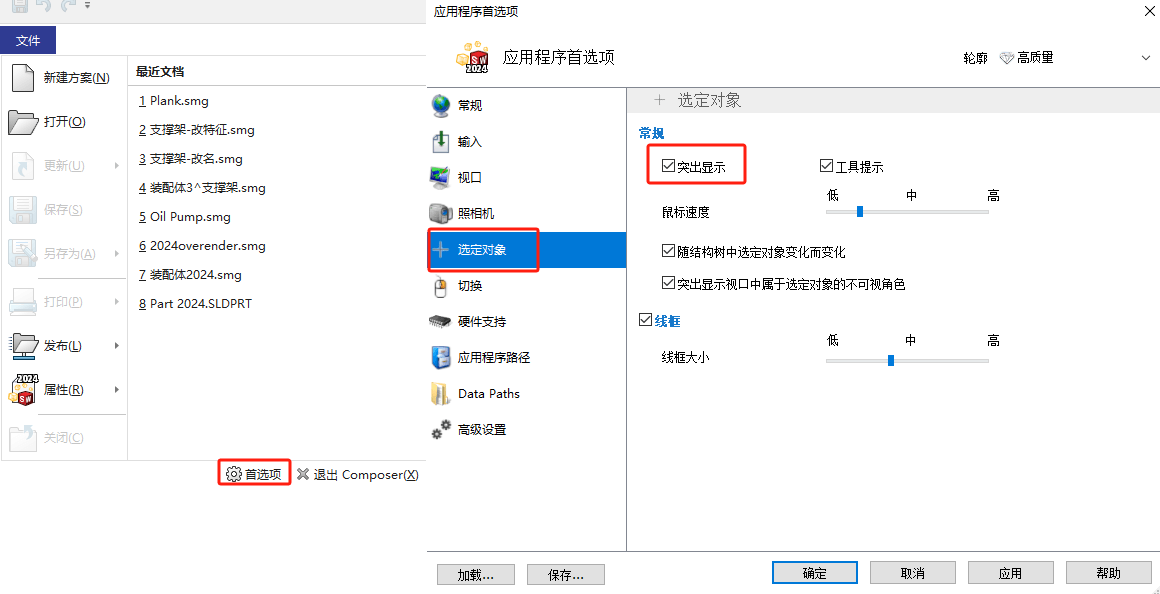 文件
新建方案(N)
打开(O)
更新(U)
保存(S)
另存为(A)
打印(P)
发布(L)
2024
SW
属性(R)
关闭(C)
最近文档
1 Plank.smg
2 支撑架-改特征.smg
3 支撑架-改名.smg
4 装配体3^支撑架.smg
5 Oil Pump.smg
6 2024overender.smg
7 装配体2024.smg
8 Part 2024.SLDPRT
首选项
退出 Composer(X)
应用程序首选项
SW
2024
应用程序首选项
轮廓
高质量
常规
输入
视口
照相机
选定对象
切换
硬件支持
应用程序路径
Data Paths
高级设置
选定对象
常规
突出显示
工具提示
低 中 高
鼠标速度
随结构树中选定对象变化而变化
突出显示视口中属于选定对象的不可视角色
线框
低 中 高
线框大小
加载...
保存...
确定
取消
应用
帮助